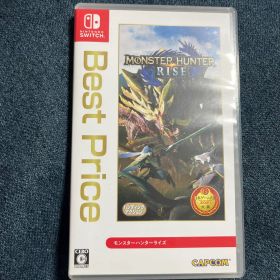 NINTENDO
SWITCH
Best Price
MONSTER HUNTER
RISE
モンスターハンターライズ
CERO
C
CAPCOM